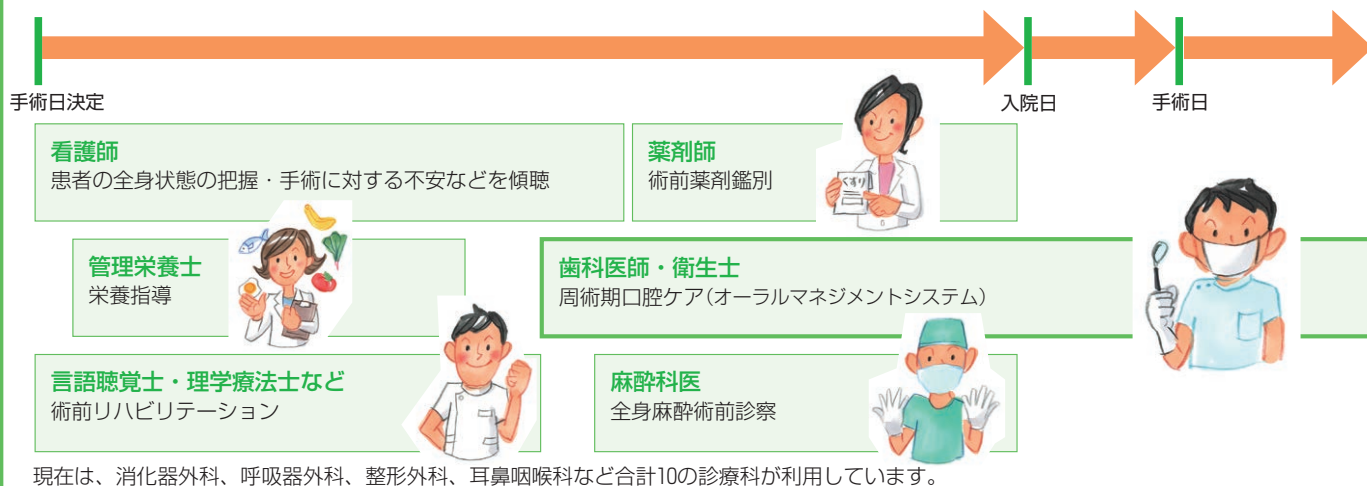 手術日決定
入院日
手術日
看護師
患者の全身状態の把握・手術に対する不安などを傾聴
薬剤師
術前薬剤鑑別
くすり
管理栄養士
栄養指導
歯科医師・衛生士
周術期口腔ケア(オーラルマネジメントシステム)
言語聴覚士・理学療法士など
術前リハビリテーション
麻酔科医
全身麻酔術前診察
現在は、消化器外科、呼吸器外科、整形外科、耳鼻咽喉科など合計10の診療科が利用しています。